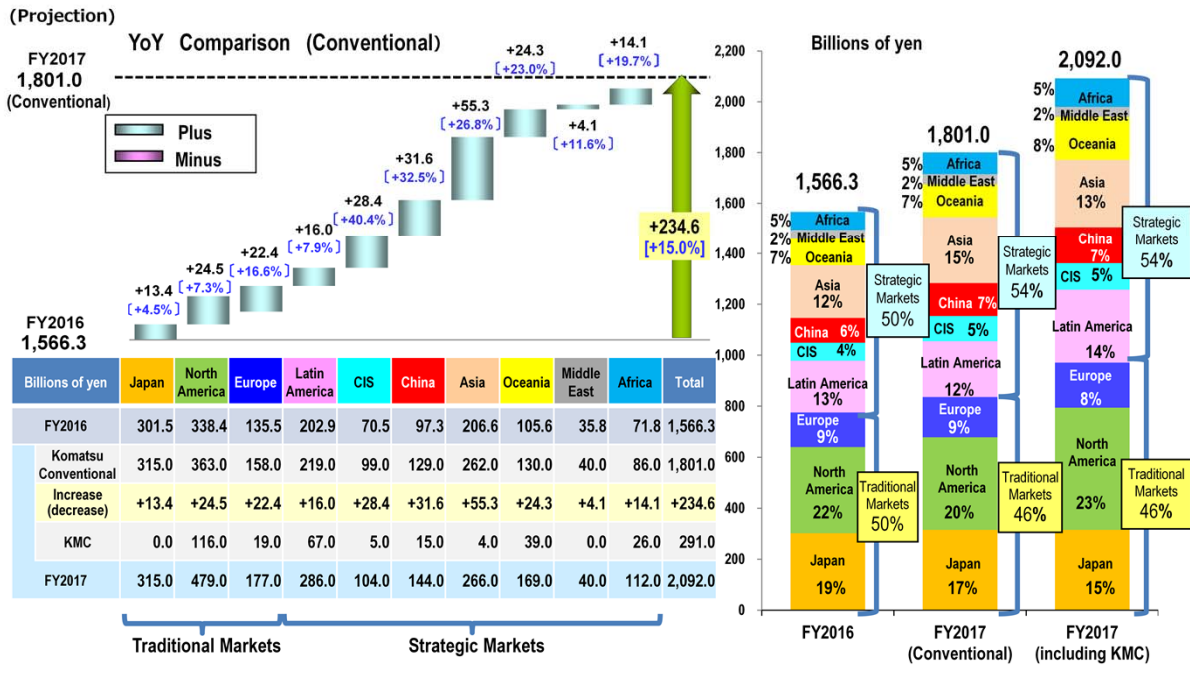 (Projection)
FY2017
1,801.0
(Conventional)
YoY Comparison (Conventional)
Plus
Minus
FY2016
1,566.3
+13.4
[+4.5%]
+24.5
[+7.3%]
+22.4
[+16.6%]
+16.0
[+7.9%]
+28.4
[+40.4%]
+31.6
[+32.5%]
+55.3
[+26.8%]
+24.3
[+23.0%]
+4.1
[+11.6%]
+14.1
[+19.7%]
+234.6
[+15.0%]
Billions of yen Japan North America Europe Latin America CIS China Asia Oceania Middle East Africa Total
FY2016 301.5 338.4 135.5 202.9 70.5 97.3 206.6 105.6 35.8 71.8 1,566.3
Komatsu Conventional 315.0 363.0 158.0 219.0 99.0 129.0 262.0 130.0 40.0 86.0 1,801.0
Increase (decrease) +13.4 +24.5 +22.4 +16.0 +28.4 +31.6 +55.3 +24.3 +4.1 +14.1 +234.6
KMC 0.0 116.0 19.0 67.0 5.0 15.0 4.0 39.0 0.0 26.0 291.0
FY2017 315.0 479.0 177.0 286.0 104.0 144.0 266.0 169.0 40.0 112.0 2,092.0
Traditional Markets
Strategic Markets
Billions of yen
2,200
2,000
1,800
1,600
1,400
1,200
1,000
800
600
400
200
0
1,566.3
5% Africa
2% Middle East
7% Oceania
Asia
12%
China 6%
CIS 4%
Latin America
13%
Europe
9%
North
America
22%
Japan
19%
FY2016
Strategic
Markets
50%
Traditional
Markets
50%
1,801.0
5% Africa
2% Middle East
7% Oceania
Asia
15%
China 7%
CIS 5%
Latin America
12%
Europe
9%
North
America
20%
Japan
17%
FY2017
(Conventional)
Strategic
Markets
54%
Traditional
Markets
46%
2,092.0
5% Africa
2% Middle East
8% Oceania
Asia
13%
China
7%
CIS 5%
Latin America
14%
Europe
8%
North
America
23%
Japan
15%
FY2017
(including KMC)
Strategic
Markets
54%
Traditional
Markets
46%